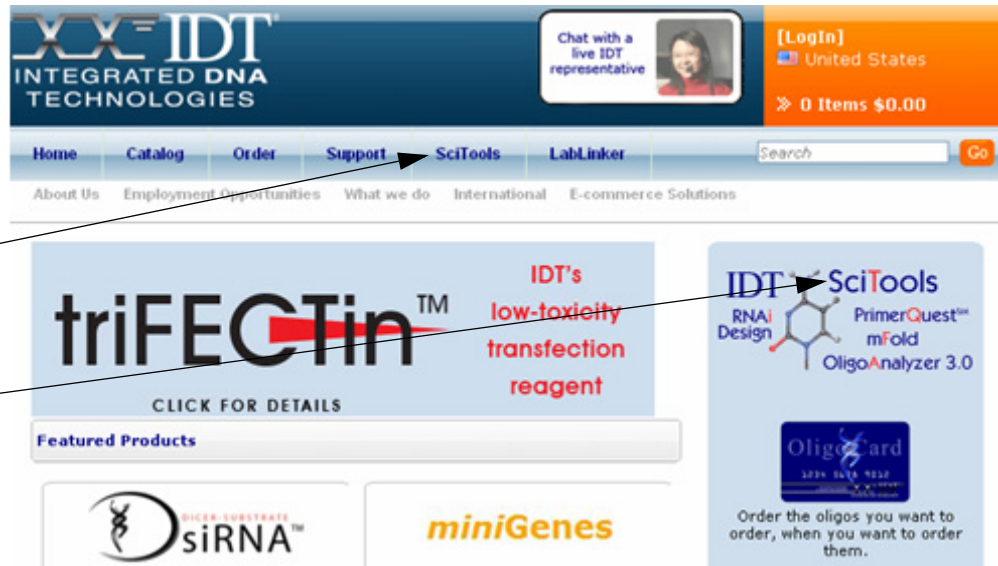 IDT
INTEGRATED DNA
TECHNOLOGIES
Chat with a
live IDT
representative
[LogIn]
United States
» 0 Items $0.00
Home Catalog Order Support SciTools LabLinker
Search Go
About Us Employment Opportunities What we do International E-commerce Solutions
triFECTin™
IDT's
low-toxicity
transfection
reagent
CLICK FOR DETAILS
IDT SciTools
RNAi
Design
PrimerQuest℠
mFold
OligoAnalyzer 3.0
Featured Products
OligoCard
1234 5678 9012
DICER-SUBSTRATE
siRNA™
miniGenes
Order the oligos you want to
order, when you want to order
them.